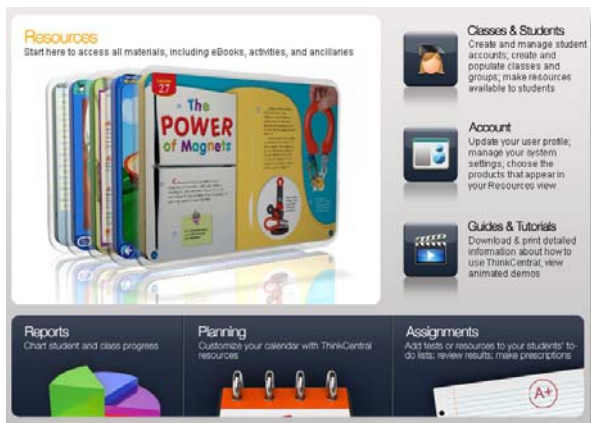 Resources
Start here to access all materials, including eBooks, activities, and ancillaries
Lesson
27
The
POWER
of Magnets
Classes & Students
Create and manage student
accounts; create and
populate classes and
groups; make resources
available to students
Account
Update your user profile;
manage your system
settings; choose the
products that appear in
your Resources view
Guides & Tutorials
Download & print detailed
information about how to
use ThinkCentral; view
animated demos
Reports
Chart student and class progress
Planning
Customize your calendar with ThinkCentral
resources
Assignments
Add tests or resources to your students' to-
do lists; review results; make prescriptions
A+